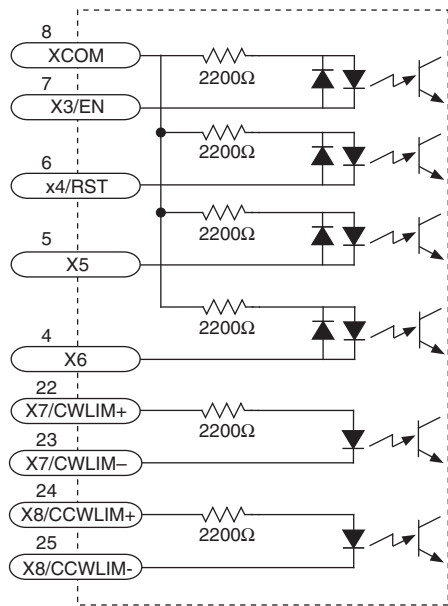 8
XCOM
2200Ω
7
X3/EN
2200Ω
6
x4/RST
2200Ω
5
X5
2200Ω
4
X6
22
X7/CWLIM+
2200Ω
23
X7/CWLIM–
24
X8/CCWLIM+
2200Ω
25
X8/CCWLIM-